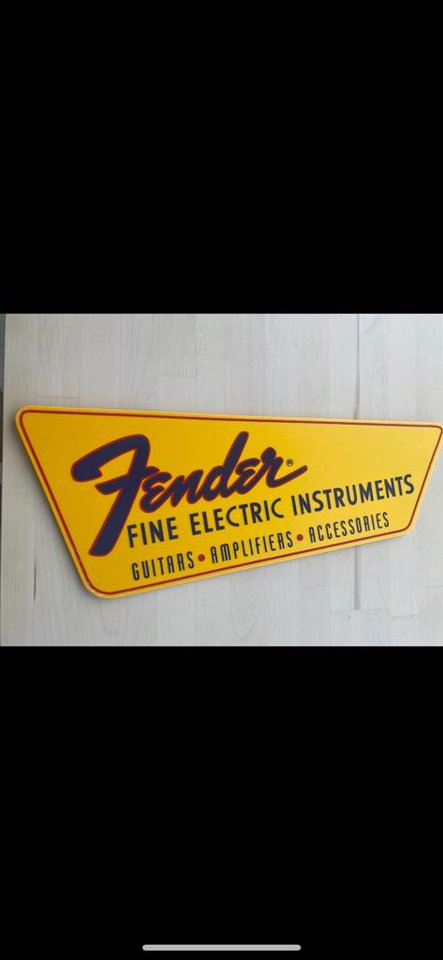 Fender®
FINE ELECTRIC INSTRUMENTS
GUITARS • AMPLIFIERS • ACCESSORIES